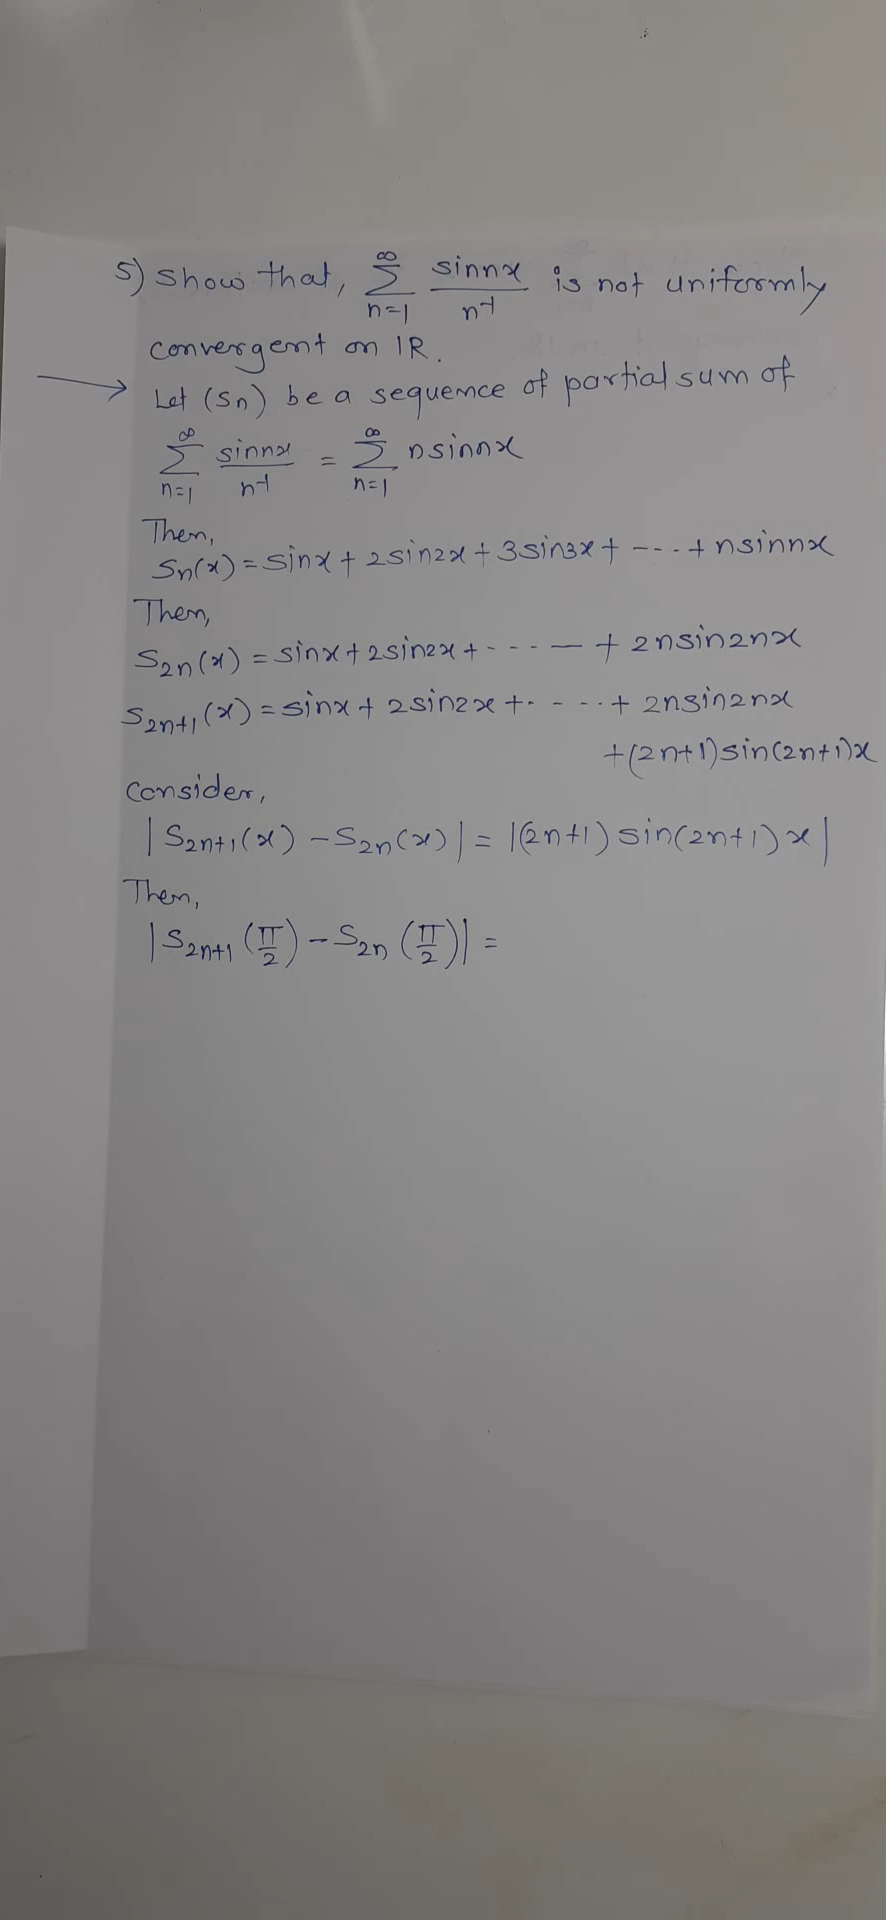 5) Show that, ∞∑n=1 sinnx/n⁻¹ is not uniformly
convergent on IR.
→ Let (Sn) be a sequence of partial sum of
∞∑n=1 sinnx/n⁻¹ = ∞∑n=1 nsinnx
Then,
Sn(x) = sinx + 2sin2x + 3sin3x + ---. + nsinnx
Then,
S2n(x) = sinx + 2sin2x + - - - — + 2nsin2nx
S2n+1(x) = sinx + 2sin2x + - - - .. + 2nsin2nx
+(2n+1)sin(2n+1)x
Consider,
|S2n+1(x) - S2n(x)| = |(2n+1) sin(2n+1)x|
Then,
|S2n+1(π/2) - S2n(π/2)| =